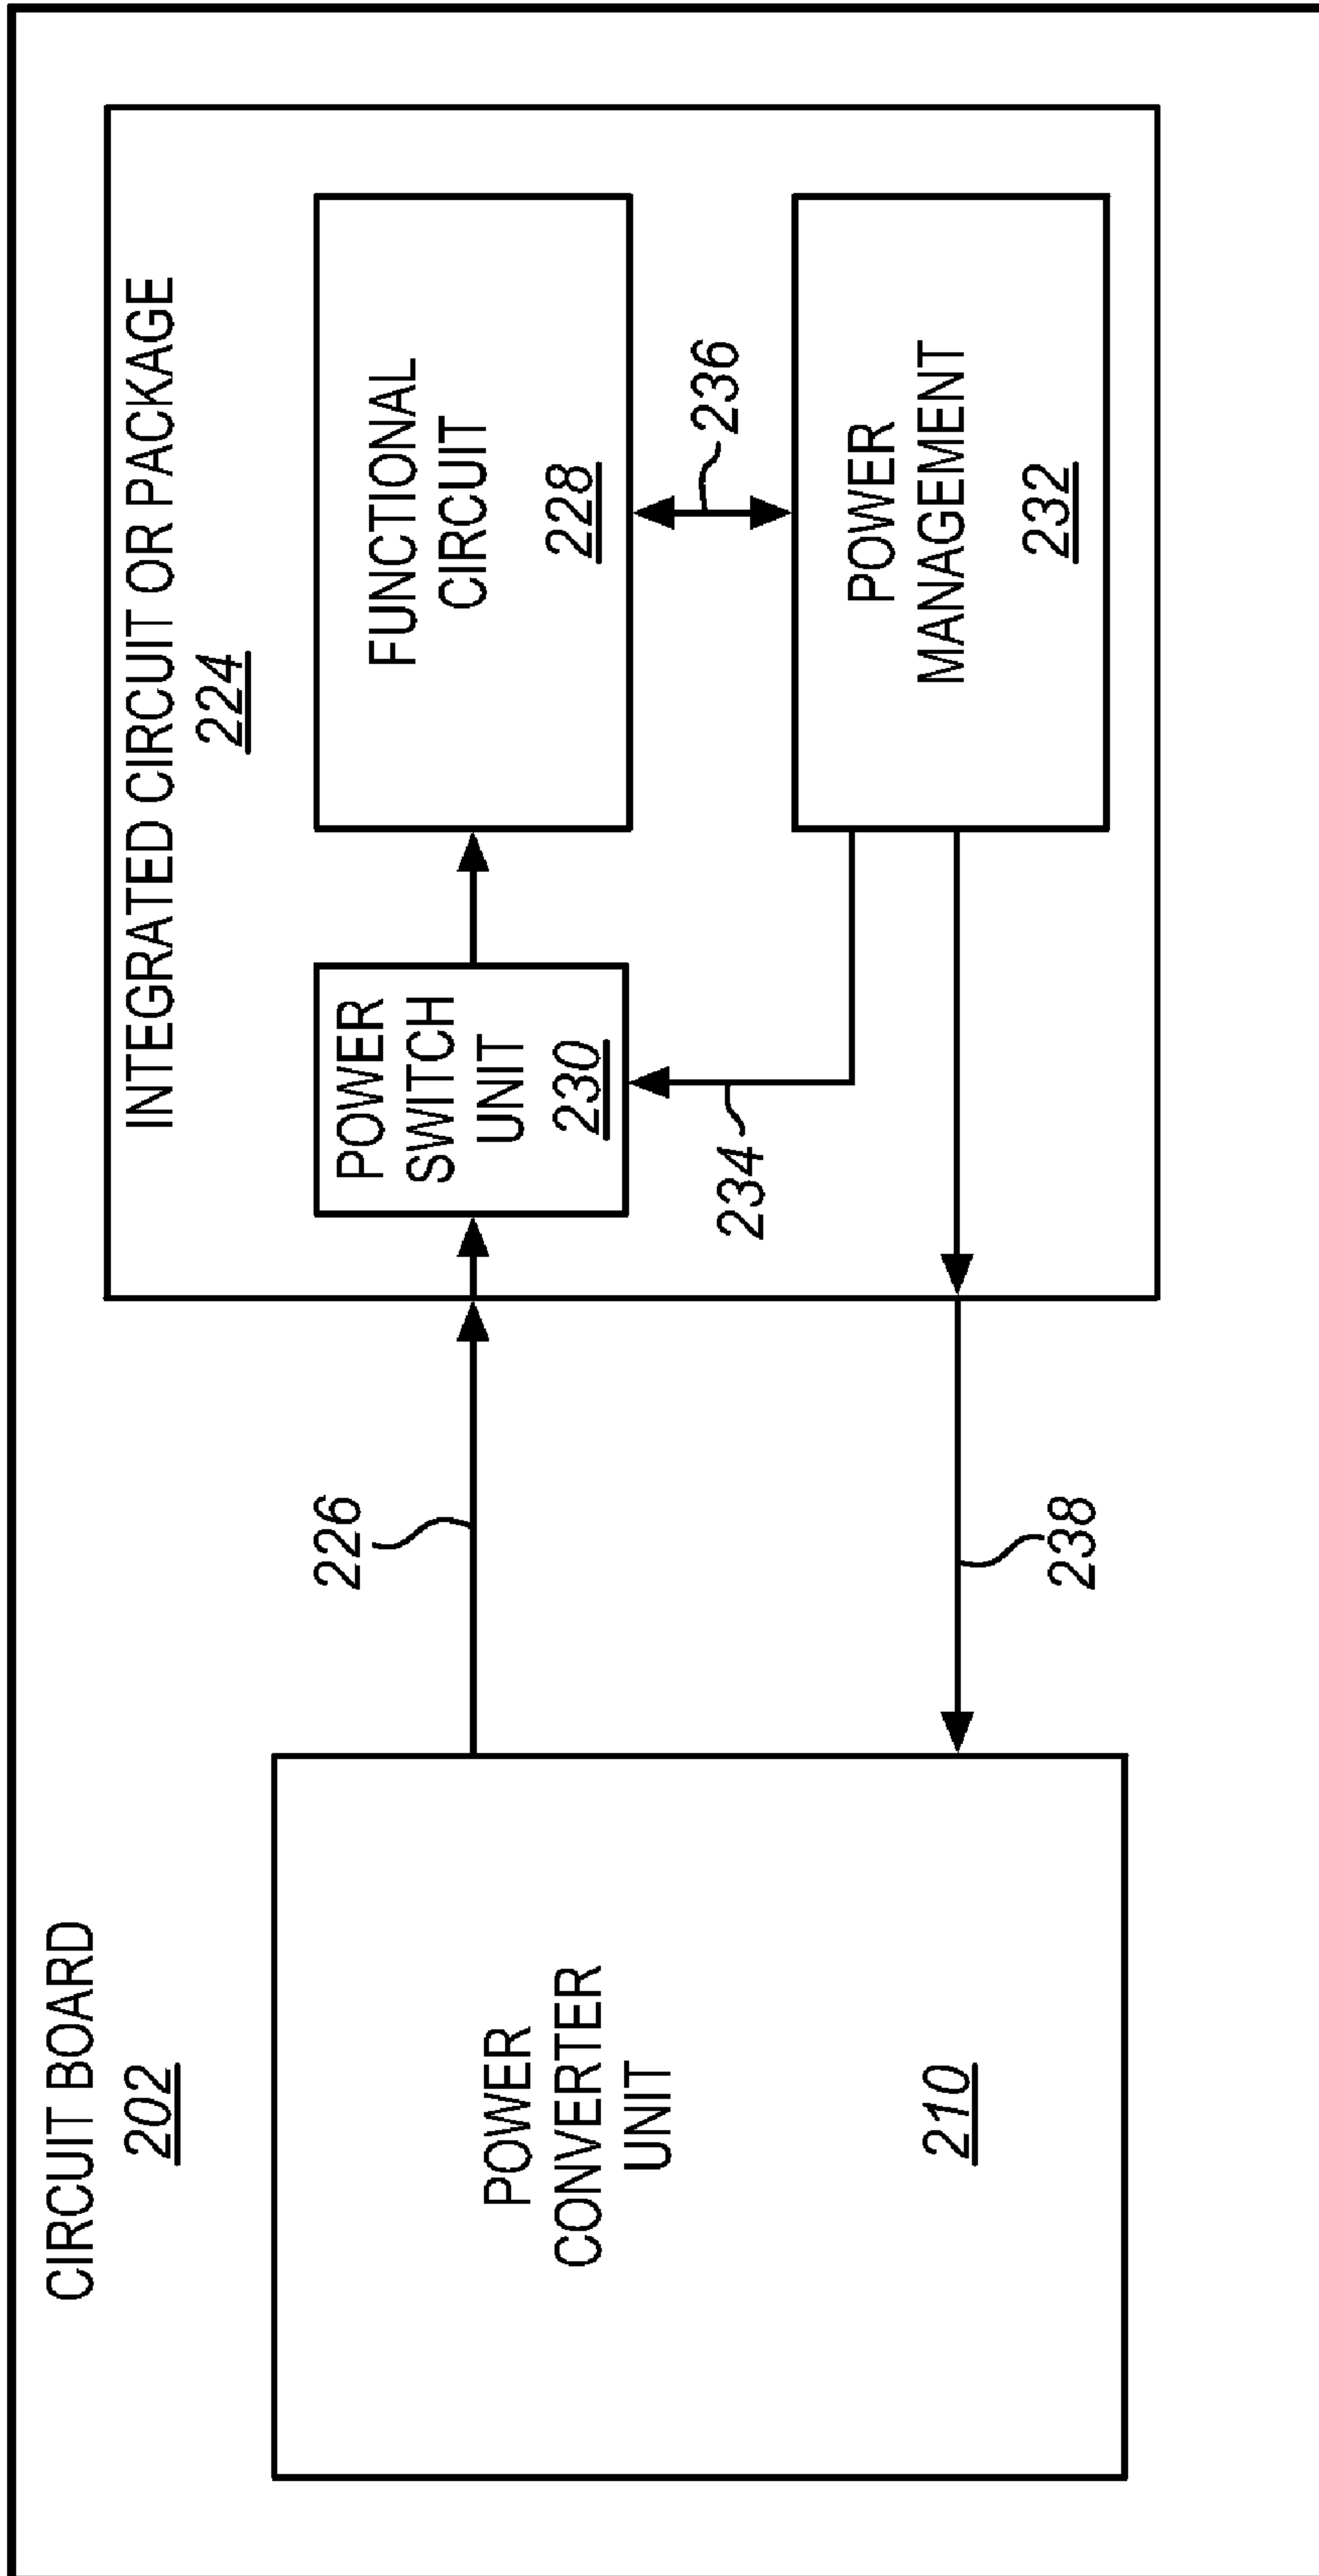 CIRCUIT BOARD
202
POWER
CONVERTER
UNIT
210
226
238
INTEGRATED CIRCUIT OR PACKAGE
224
POWER
SWITCH
UNIT
230
234
FUNCTIONAL
CIRCUIT
228
236
POWER
MANAGEMENT
232